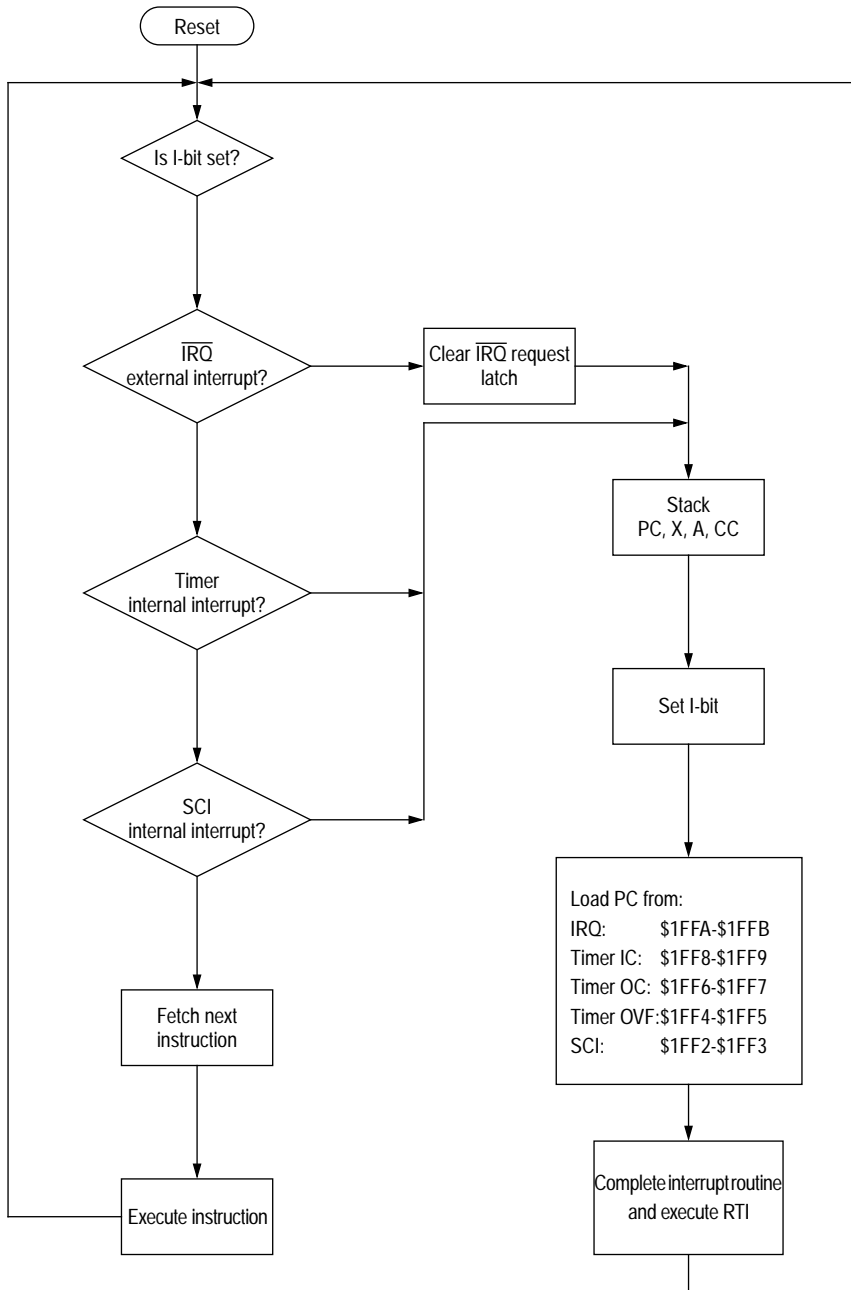 Reset
Is I-bit set?
IRQ
external interrupt?
Clear IRQ request
latch
Stack
PC, X, A, CC
Timer
internal interrupt?
Set I-bit
SCI
internal interrupt?
Load PC from:
IRQ: $1FFA-$1FFB
Timer IC: $1FF8-$1FF9
Timer OC: $1FF6-$1FF7
Timer OVF:$1FF4-$1FF5
SCI: $1FF2-$1FF3
Fetch next
instruction
Complete interrupt routine
and execute RTI
Execute instruction